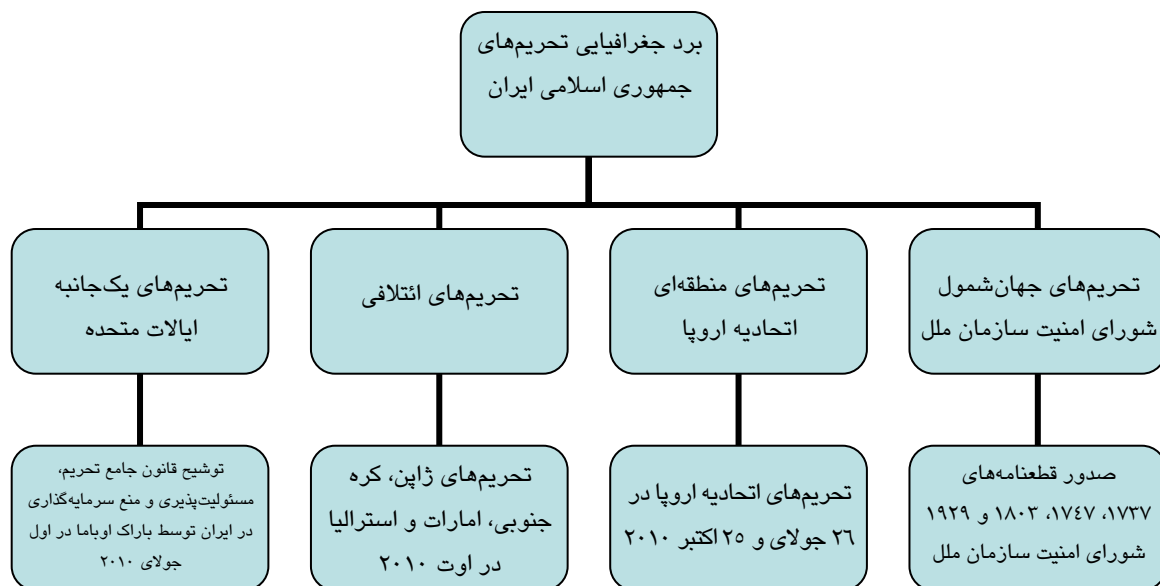 برد جغرافیایی تحریم‌های
جمهوری اسلامی ایران
تحریم‌های جهان‌شمول
شورای امنیت سازمان ملل
تحریم‌های منطقه‌ای
اتحادیه اروپا
تحریم‌های ائتلافی
تحریم‌های یک‌جانبه
ایالات متحده
صدور قطعنامه‌های
۱۷۳۷، ۱۷٤۷، ۱۸۰۳ و ۱۹۲۹
شورای امنیت سازمان ملل
تحریم‌های اتحادیه اروپا در
۲٦ جولای و ۲۵ اکتبر ۲۰۱۰
تحریم‌های ژاپن، کره
جنوبی، امارات و استرالیا
در اوت ۲۰۱۰
توشیح قانون جامع تحریم،
مسئولیت‌پذیری و منع سرمایه‌گذاری
در ایران توسط باراک اوباما در اول
جولای ۲۰۱۰